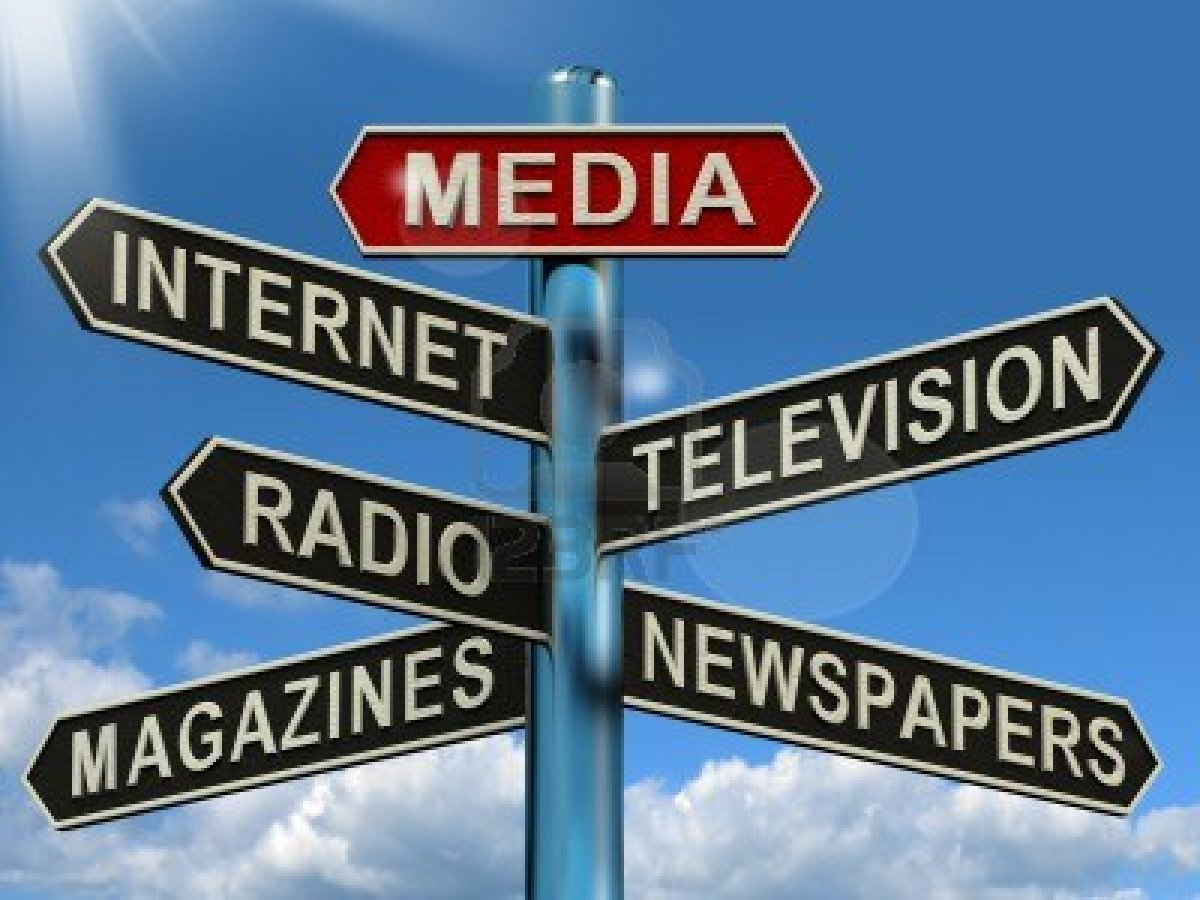 MEDIA
INTERNET
TELEVISION
RADIO
NEWSPAPERS
MAGAZINES